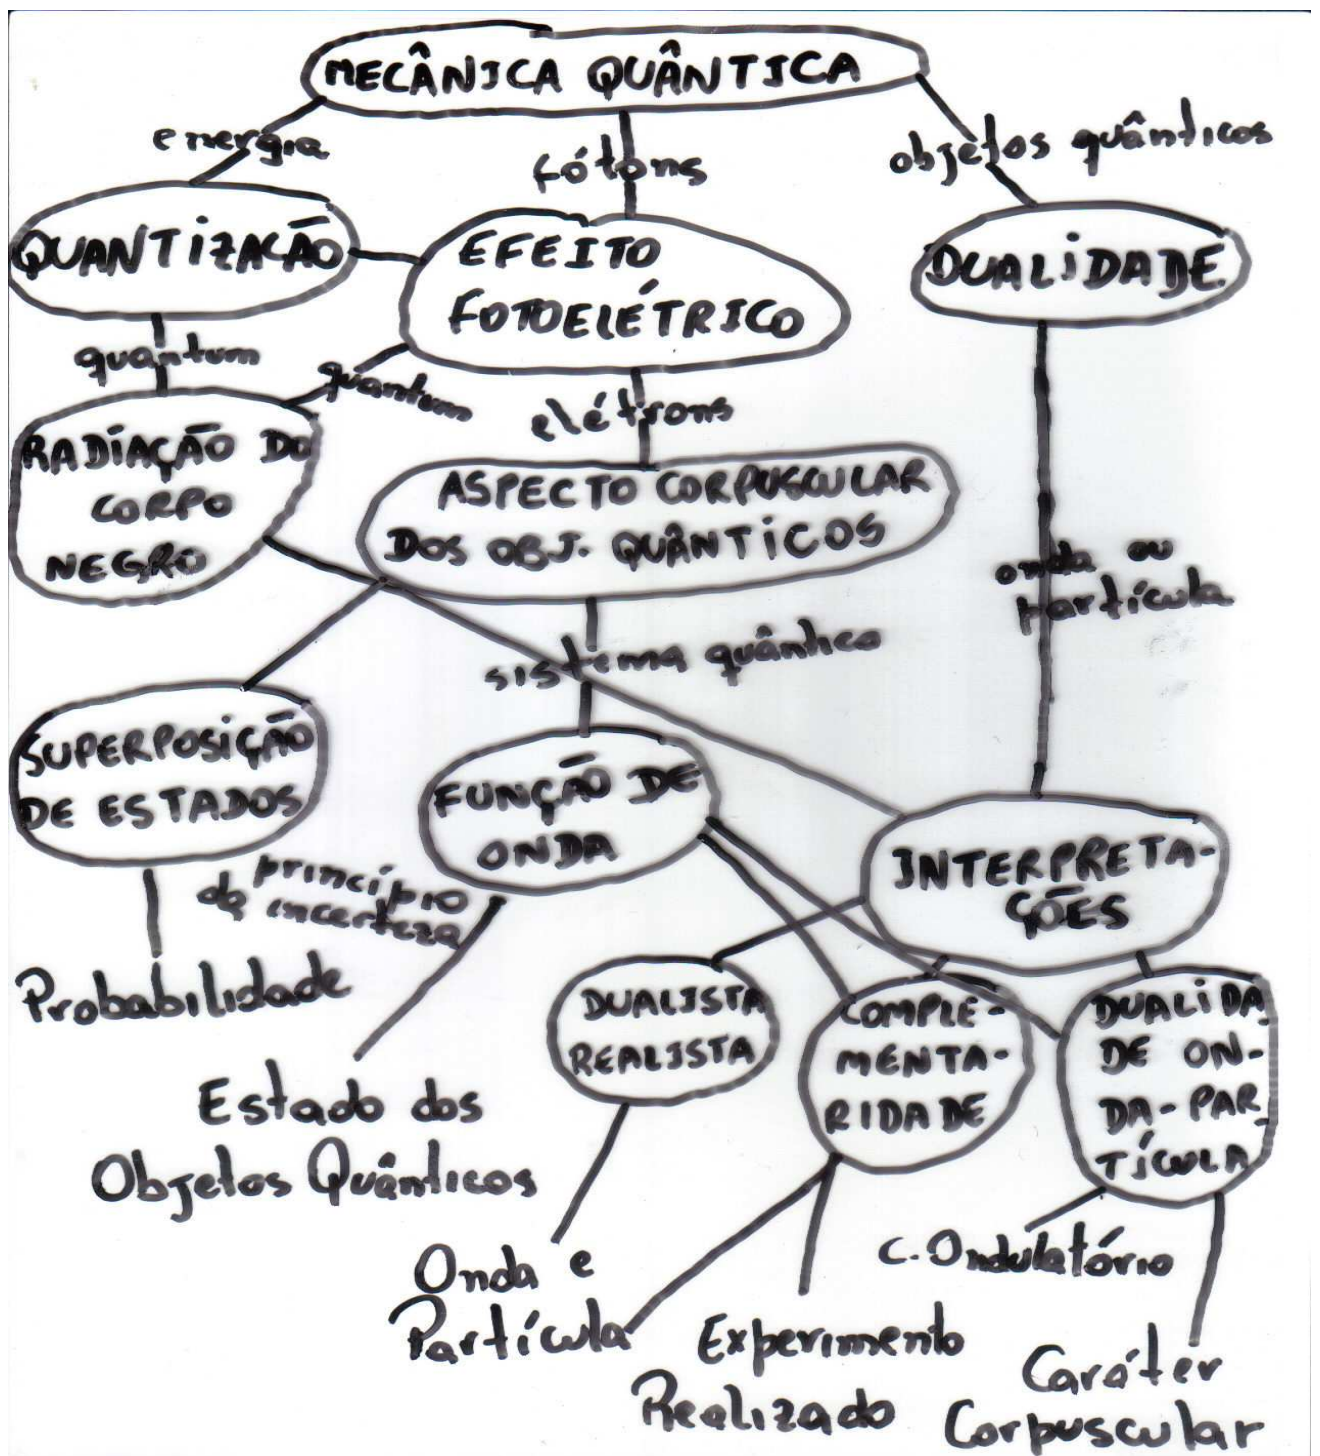 MECÂNICA QUÂNTICA
energia
fótons
objetos quânticos
QUANTIZAÇÃO
EFEITO
FOTOELÉTRICO
DUALIDADE
quantum
quantum
elétrons
RADIAÇÃO DO
CORPO
NEGRO
ASPECTO CORPUSCULAR
DOS OBJ. QUÂNTICOS
onda ou
partícula
sistema quântico
SUPERPOSIÇÃO
DE ESTADOS
FUNÇÃO DE
ONDA
INTERPRETA-
ÇÕES
princípio
de incerteza
Probabilidade
DUALISTA
REALISTA
COMPLE-
MENTA-
RIDADE
DUALIDA
DE ON-
DA-PAR-
TÍCULA
Estado dos
Objetos Quânticos
Onda e
Partícula
Experimento
Realizado
C. Ondulatório
Caráter
Corpuscular